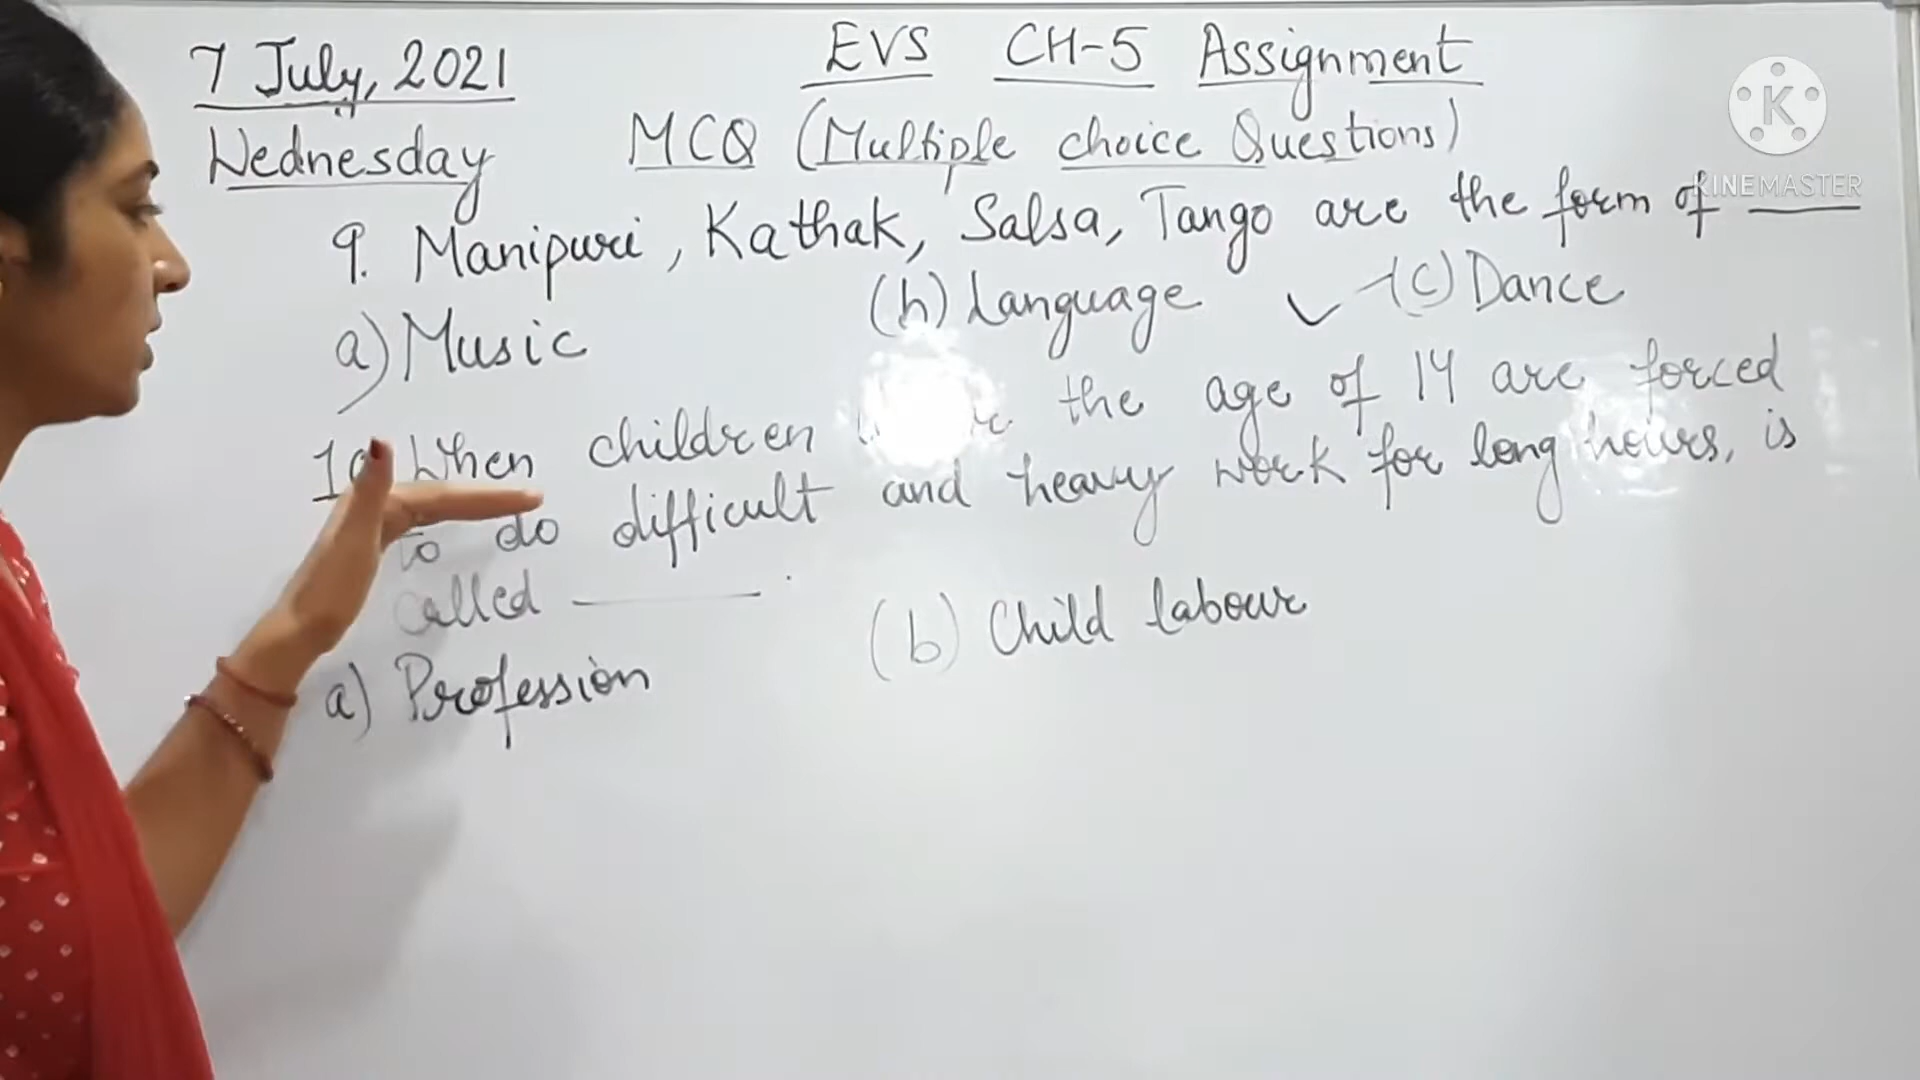 7 July, 2021
EVS CH-5 Assignment
Wednesday
MCQ (Multiple choice Questions)
K
KINEMASTER
9. Manipuri, Kathak, Salsa, Tango are the form of ____
a) Music (b) Language ✓ (c) Dance
10 When children the age of 14 are forced
to do difficult and heavy work for long hours, is
called ____
a) Profession (b) Child labour